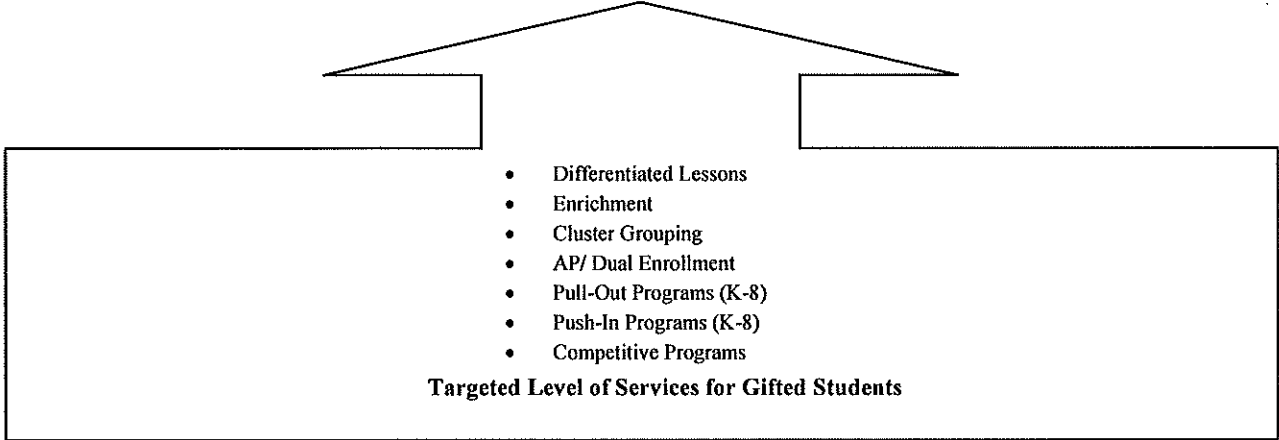 • Differentiated Lessons
• Enrichment
• Cluster Grouping
• AP/ Dual Enrollment
• Pull-Out Programs (K-8)
• Push-In Programs (K-8)
• Competitive Programs
Targeted Level of Services for Gifted Students